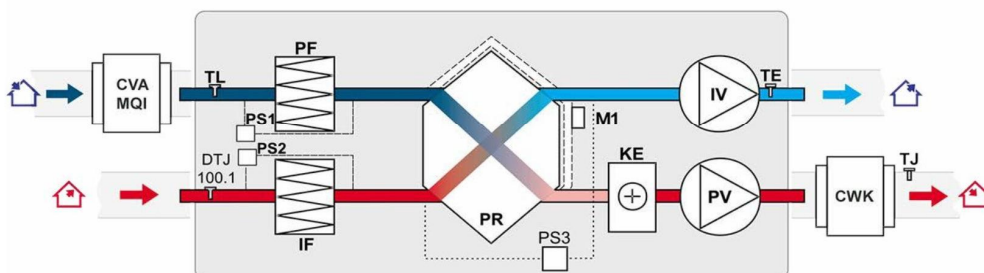 PF
CVA
MQI
TL
TE
IV
PS1
M1
PS2
KE
DTJ
100.1
TJ
PR
PV
CWK
IF
PS3